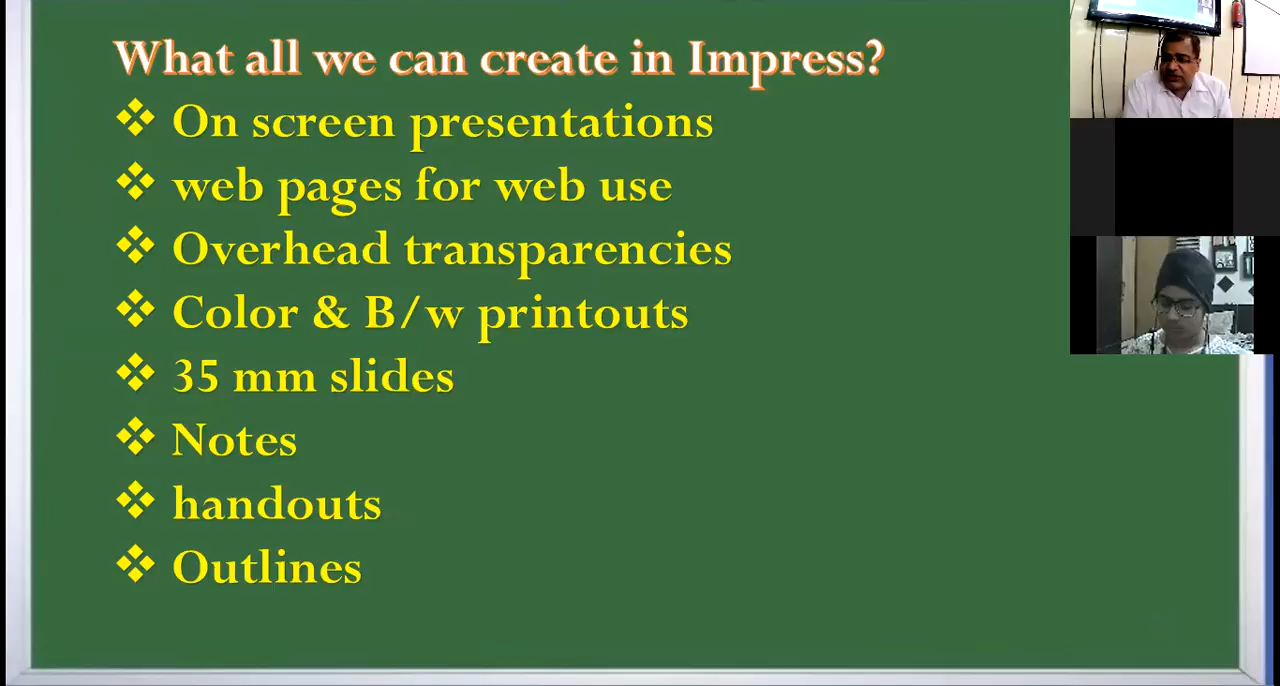 What all we can create in Impress?
On screen presentations
web pages for web use
Overhead transparencies
Color & B/w printouts
35 mm slides
Notes
handouts
Outlines